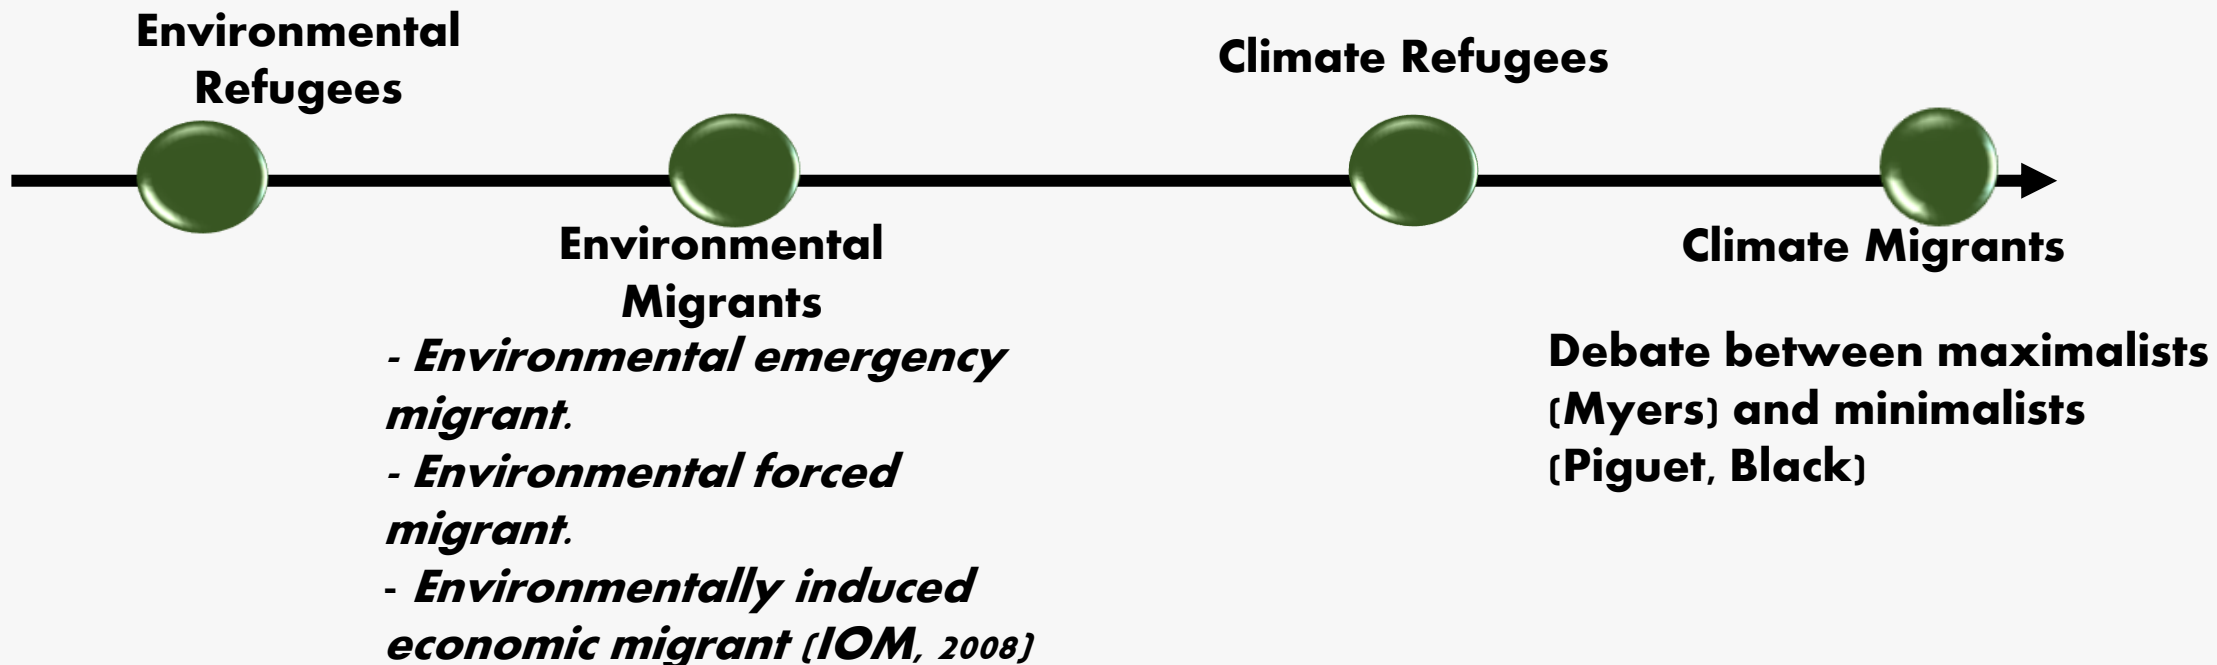 Environmental
Refugees
Climate Refugees
Environmental
Migrants
Climate Migrants
- Environmental emergency
migrant.
- Environmental forced
migrant.
- Environmentally induced
economic migrant (IOM, 2008)
Debate between maximalists
(Myers) and minimalists
(Piguet, Black)